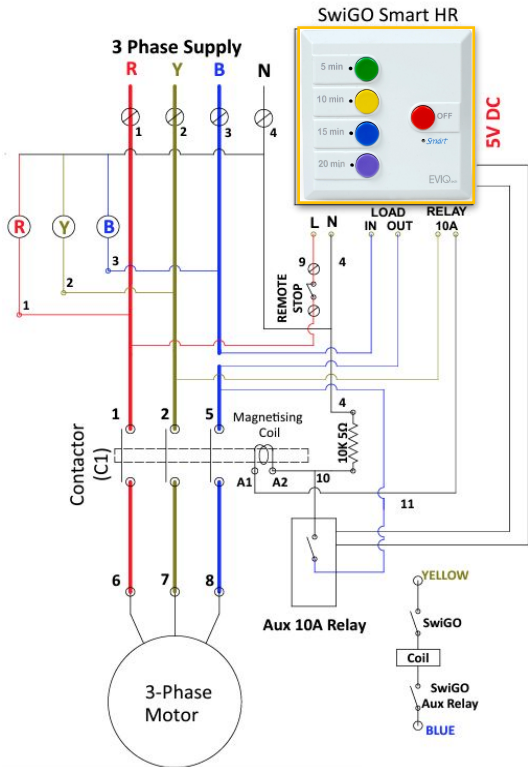 SwiGO Smart HR
3 Phase Supply
R Y B N
1 2 3 4
5 min
10 min
15 min
20 min
OFF
Smart
EVIQ
5V DC
R Y B
3
2
1
L N LOAD RELAY
IN OUT 10A
9 4
REMOTE
STOP
1 2 5
Magnetising
Coil
4
10K 5Ω
Contactor
(C1)
A1 A2 10
11
6 7 8
Aux 10A Relay
3-Phase
Motor
YELLOW
SwiGO
Coil
SwiGO
Aux Relay
BLUE